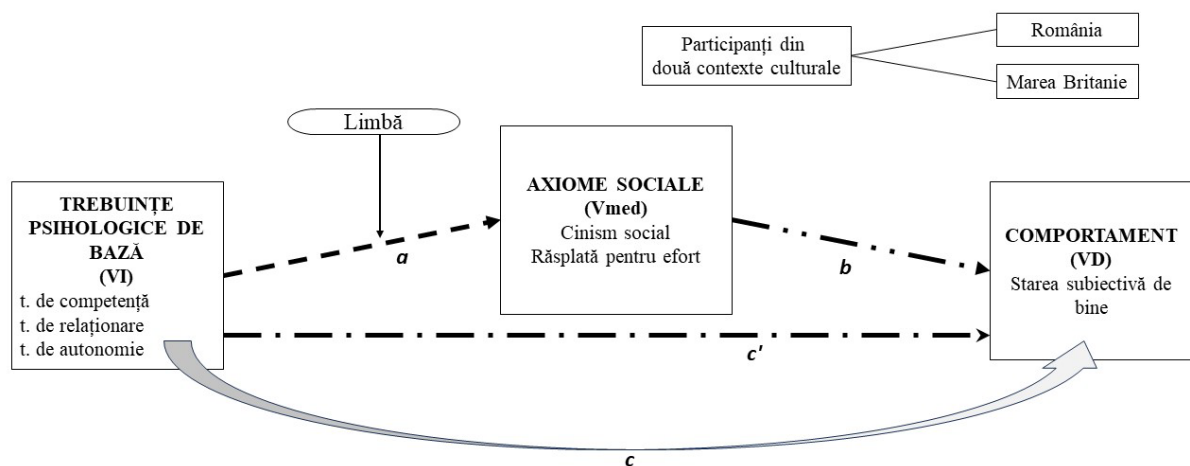 Participanți din
două contexte culturale
România
Marea Britanie
Limbă
TREBUINȚE
PSIHOLOGICE DE
BAZĂ
(VI)
t. de competență
t. de relaționare
t. de autonomie
AXIOME SOCIALE
(Vmed)
Cinism social
Răsplată pentru efort
COMPORTAMENT
(VD)
Starea subiectivă de
bine
a
b
c'
c